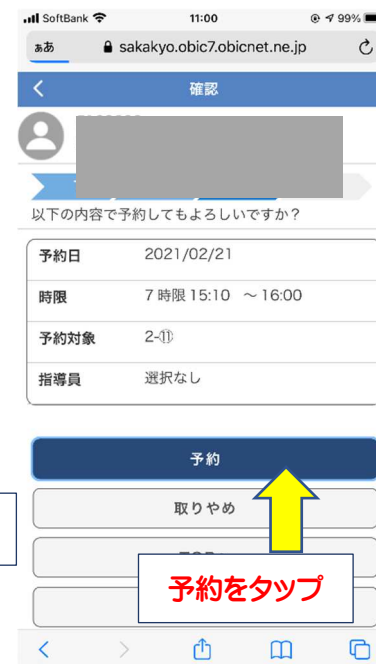 SoftBank 11:00 99%
ぁあ sakakyo.obic7.obicnet.ne.jp
確認
以下の内容で予約してもよろしいですか？
予約日 2021/02/21
時限 7時限 15:10 ～ 16:00
予約対象 2-⑪
指導員 選択なし
予約
取りやめ
予約をタップ